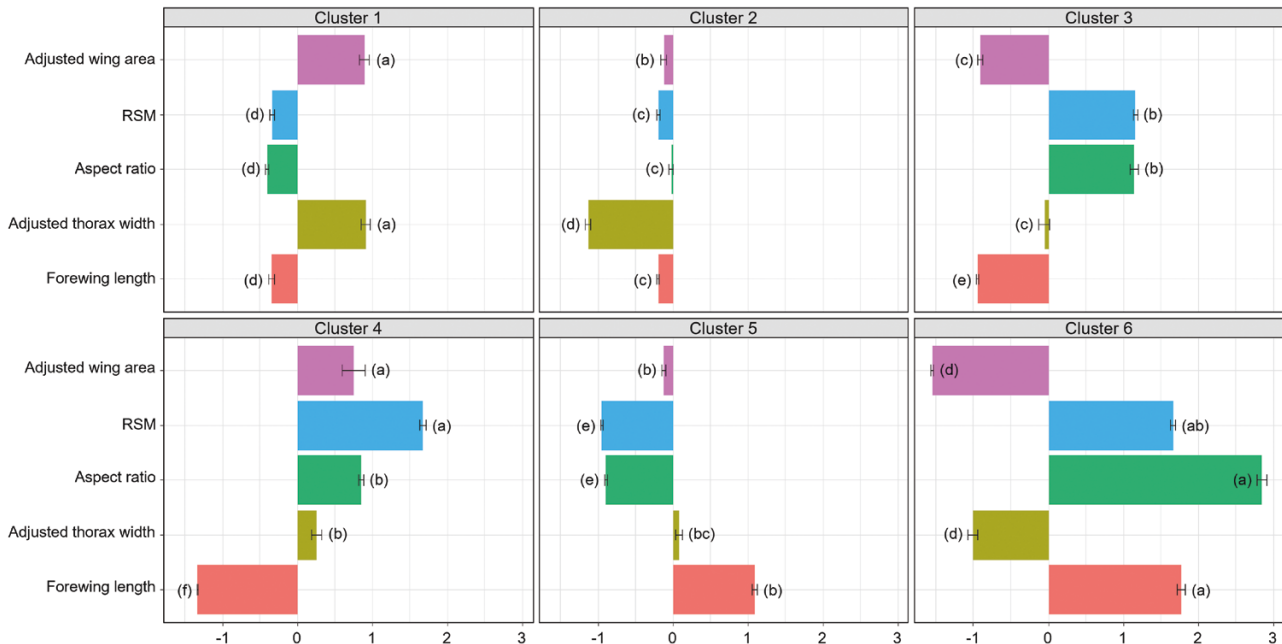 Cluster 1
Cluster 2
Cluster 3
Adjusted wing area
(a)
(b)
(c)
RSM
(d)
(c)
(b)
Aspect ratio
(d)
(c)
(b)
Adjusted thorax width
(a)
(d)
(c)
Forewing length
(d)
(c)
(e)
Cluster 4
Cluster 5
Cluster 6
Adjusted wing area
(a)
(b)
(d)
RSM
(a)
(e)
(ab)
Aspect ratio
(b)
(e)
(a)
Adjusted thorax width
(b)
(bc)
(d)
Forewing length
(f)
(b)
(a)
-1 0 1 2 3
-1 0 1 2 3
-1 0 1 2 3